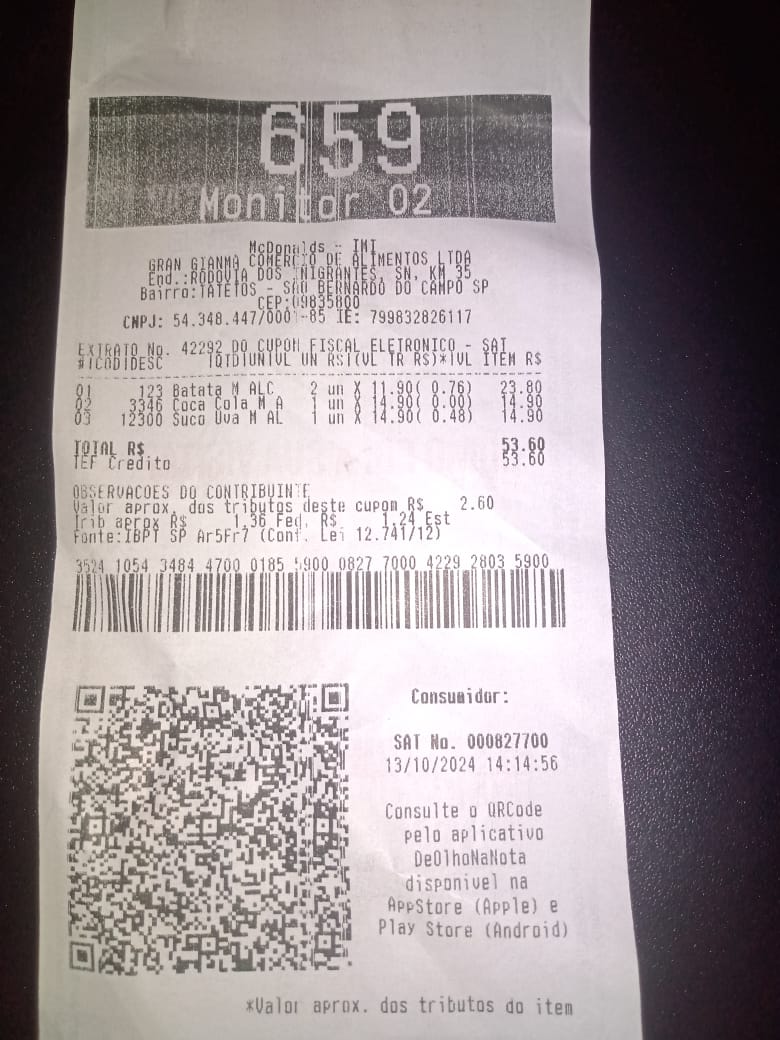 659
Monitor 02
McDonalds - IMI
GRAN GIANMA COMERCIO DE ALIMENTOS LTDA
End.:RODOVIA DOS IMIGRANTES, SN, KM 35
Bairro:TATETOS - SAO BERNARDO DO CAMPO SP
CEP:09835800
CNPJ: 54.348.447/0001-85 IE: 799832826117
EXTRATO No. 42292 DO CUPOM FISCAL ELETRONICO - SAT
#|COD|DESC |QTD|UN|VL UN R$|(VL TR R$)*|VL ITEM R$
01 123 Batata M ALC 2 un X 11.90( 0.76) 23.80
02 3346 Coca Cola M A 1 un X 14.90( 0.00) 14.90
03 12300 Suco Uva M AL 1 un X 14.90( 0.48) 14.90
TOTAL R$ 53.60
TEF Credito 53.60
OBSERVACOES DO CONTRIBUINTE
Valor aprox. dos tributos deste cupom R$ 2.60
Trib aprox R$ 1,36 Fed, R$ 1,24 Est
Fonte:IBPT SP Ar5Fr7 (Conf. Lei 12.741/12)
3524 1054 3484 4700 0185 5900 0827 7000 4229 2803 5900
Consumidor:
SAT No. 000827700
13/10/2024 14:14:56
Consulte o QRCode
pelo aplicativo
DeOlhoNaNota
disponivel na
AppStore (Apple) e
Play Store (Android)
*Valor aprox. dos tributos do item